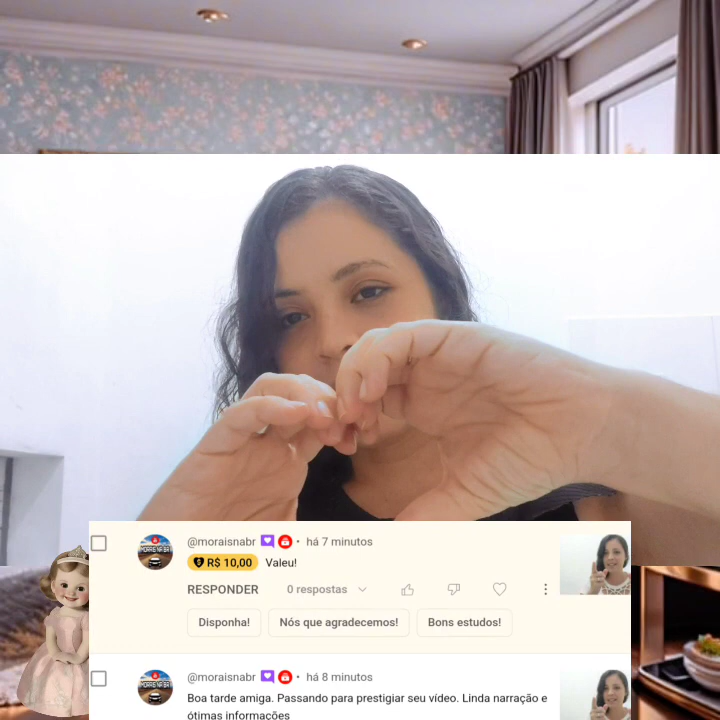 @moraisnabr • há 7 minutos
R$ 10,00 Valeu!
RESPONDER 0 respostas
Disponha! Nós que agradecemos! Bons estudos!
@moraisnabr • há 8 minutos
Boa tarde amiga. Passando para prestigiar seu vídeo. Linda narração e
ótimas informações